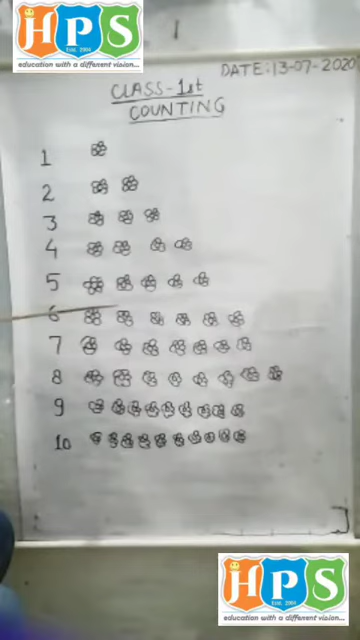 HPS
Estd. 2004
education with a different vision...
DATE:13-07-2020
CLASS-1st
COUNTING
1
2
3
4
5
6
7
8
9
10
HPS
Estd. 2004
education with a different vision...